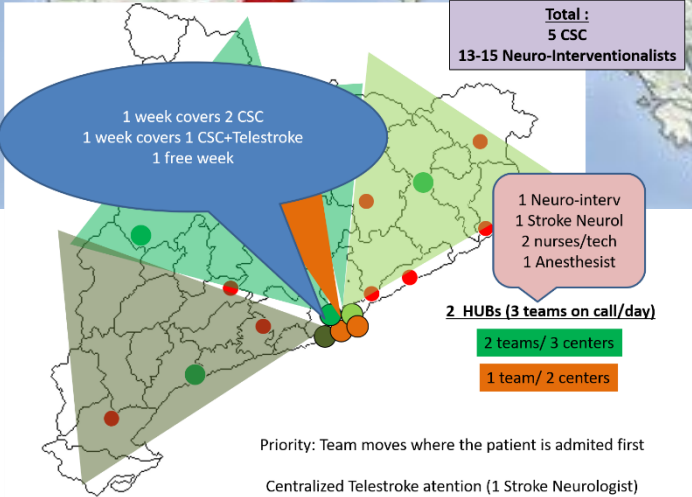 Total :
5 CSC
13-15 Neuro-Interventionalists
1 week covers 2 CSC
1 week covers 1 CSC+Telestroke
1 free week
1 Neuro-interv
1 Stroke Neurol
2 nurses/tech
1 Anesthesist
2  HUBs (3 teams on call/day)
2 teams/ 3 centers
1 team/ 2 centers
Priority: Team moves where the patient is admited first
Centralized Telestroke atention (1 Stroke Neurologist)